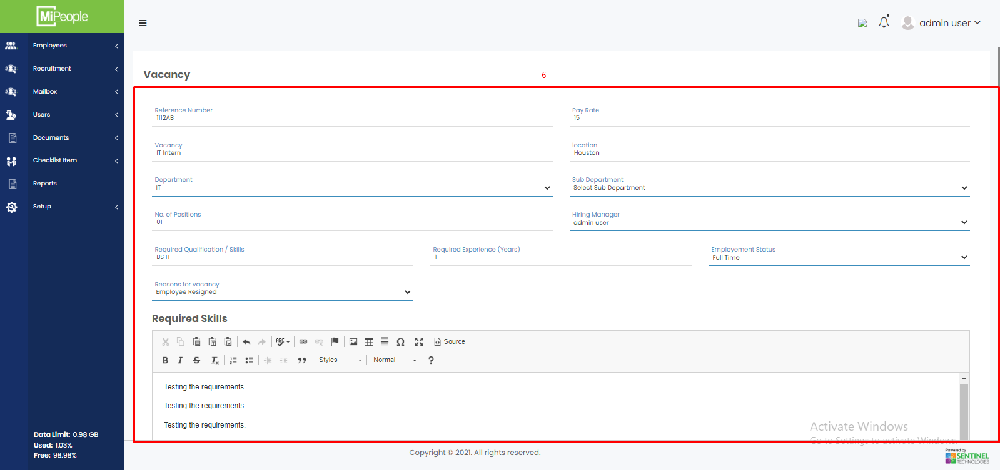 MiPeople
admin user
Employees
Recruitment
Mailbox
Users
Documents
Checklist Item
Reports
Setup
Data Limit: 0.98 GB
Used: 1.03%
Free: 98.98%
Vacancy
6
Reference Number
1112AB
Pay Rate
15
Vacancy
IT Intern
location
Houston
Department
IT
Sub Department
Select Sub Department
No. of Positions
01
Hiring Manager
admin user
Required Qualification / Skills
BS IT
Required Experience (Years)
1
Employement Status
Full Time
Reasons for vacancy
Employee Resigned
Required Skills
ABC
Source
B I S Tx
Styles
Normal
?
Testing the requirements.
Testing the requirements.
Testing the requirements.
Activate Windows
Go to Settings to activate Windows.
Copyright © 2021. All rights reserved.
Powered by
SENTINEL
TECHNOLOGIES